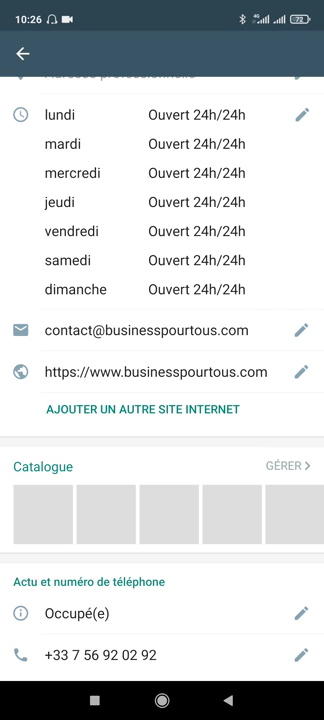 10:26
4G
72
lundi Ouvert 24h/24h
mardi Ouvert 24h/24h
mercredi Ouvert 24h/24h
jeudi Ouvert 24h/24h
vendredi Ouvert 24h/24h
samedi Ouvert 24h/24h
dimanche Ouvert 24h/24h
contact@businesspourtous.com
https://www.businesspourtous.com
AJOUTER UN AUTRE SITE INTERNET
Catalogue GÉRER
Actu et numéro de téléphone
Occupé(e)
+33 7 56 92 02 92